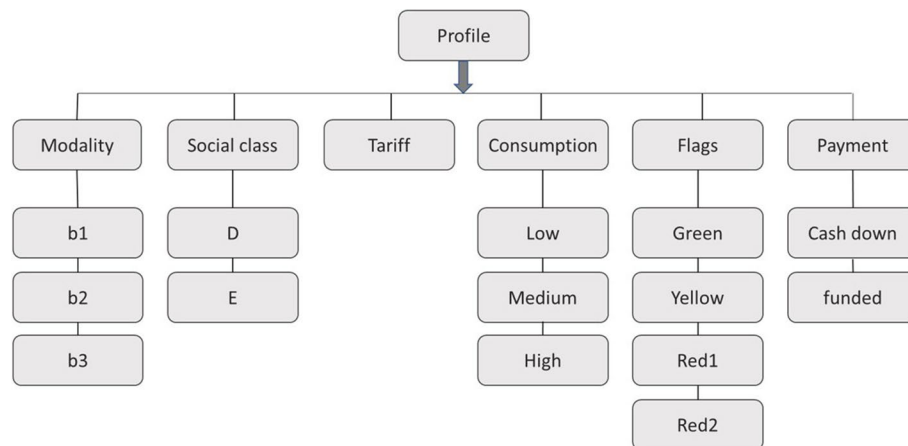 Profile
Modality
Social class
Tariff
Consumption
Flags
Payment
b1
D
Low
Green
Cash down
b2
E
Medium
Yellow
funded
b3
High
Red1
Red2